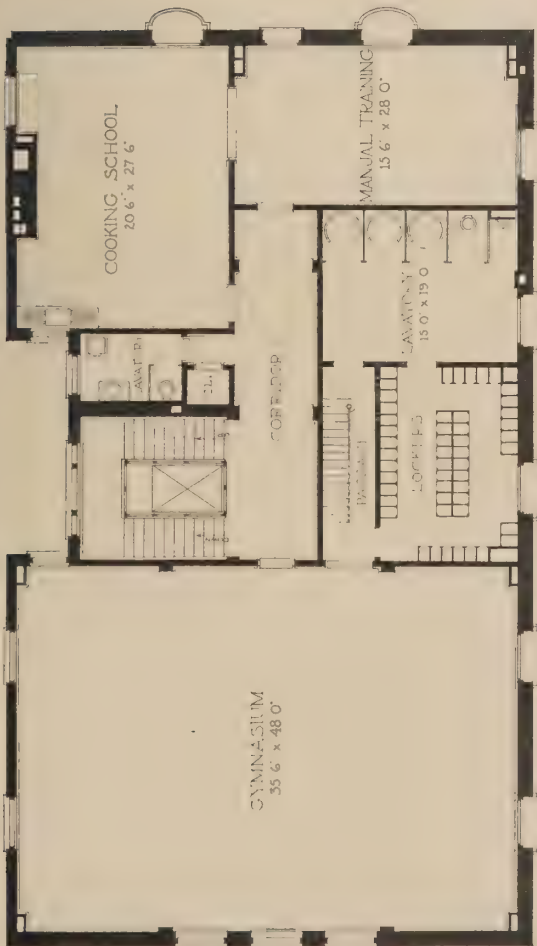 COOKING SCHOOL
20 6" x 27 6"
MANUAL TRAINING
15 6" x 28 0"
LAVATORY
15 0" x 19 0
CORRIDOR
LOCKERS
GYMNASIUM
35 6" x 48 0"